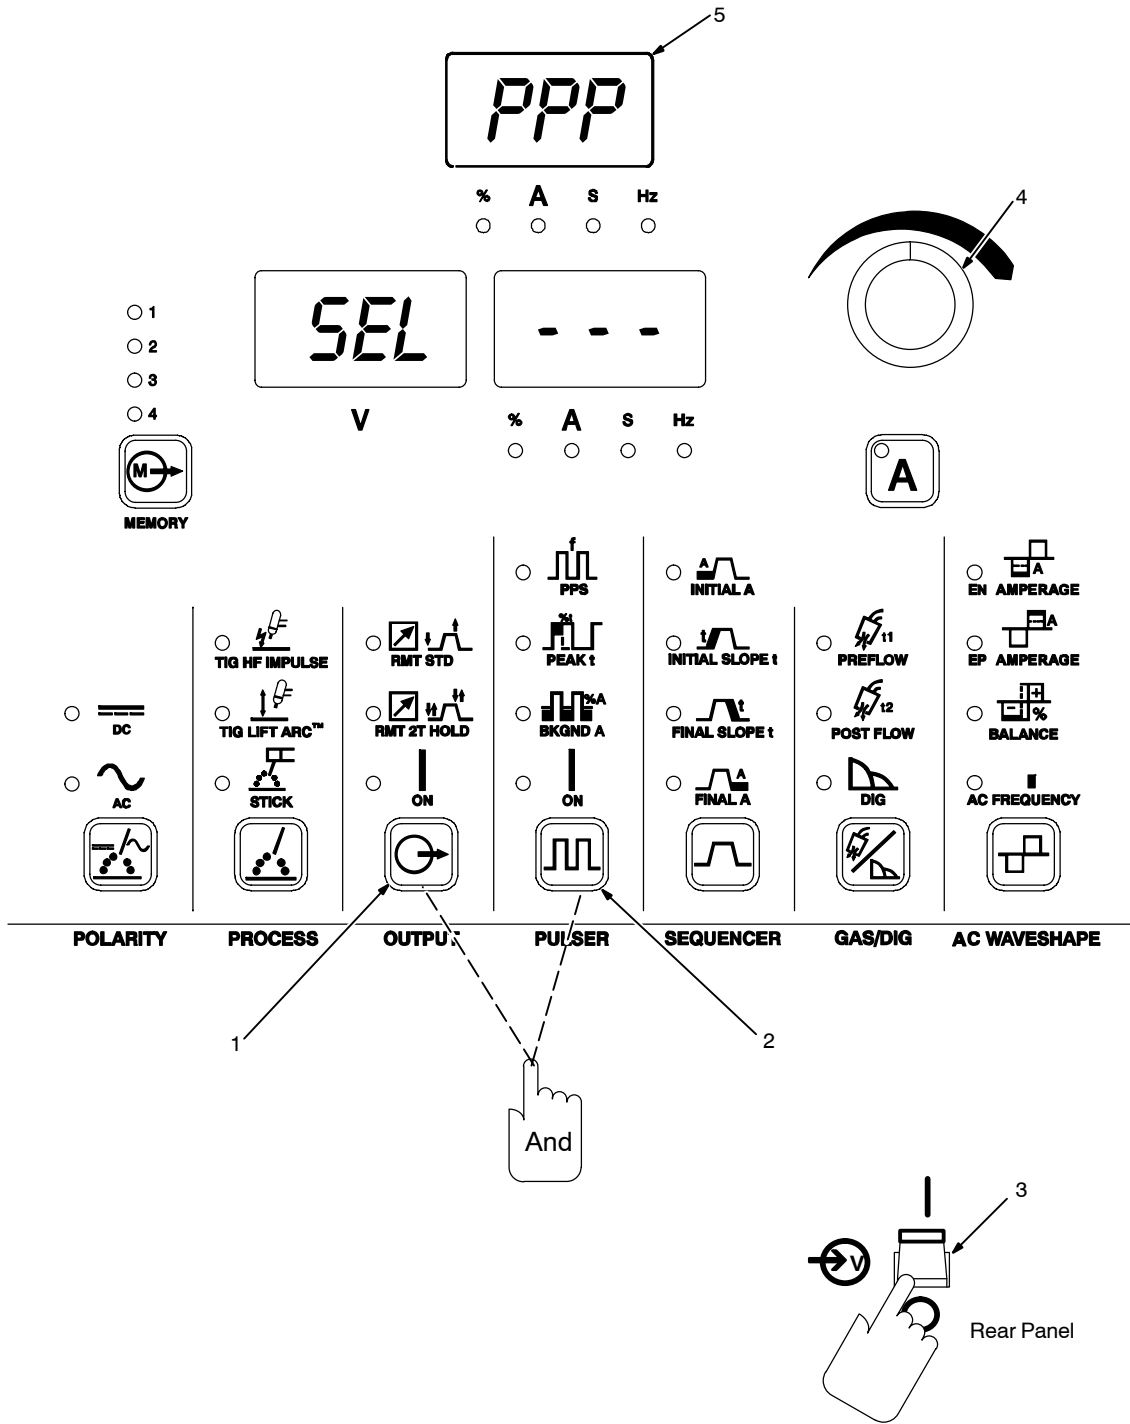 5
PPP
% A S Hz
4
SEL - - -
1
2
3
4
V
% A S Hz
M
MEMORY
A
f
PPS
A
INITIAL A
A
EN AMPERAGE
TIG HF IMPULSE
RMT STD
%t
PEAK t
t
INITIAL SLOPE t
t1
PREFLOW
A
EP AMPERAGE
DC
TIG LIFT ARC™
RMT 2T HOLD
%A
BKGND A
t
FINAL SLOPE t
t2
POST FLOW
%
BALANCE
AC
STICK
ON
ON
A
FINAL A
DIG
AC FREQUENCY
POLARITY PROCESS OUTPUT PULSER SEQUENCER GAS/DIG AC WAVESHAPE
1
2
And
3
V
Rear Panel